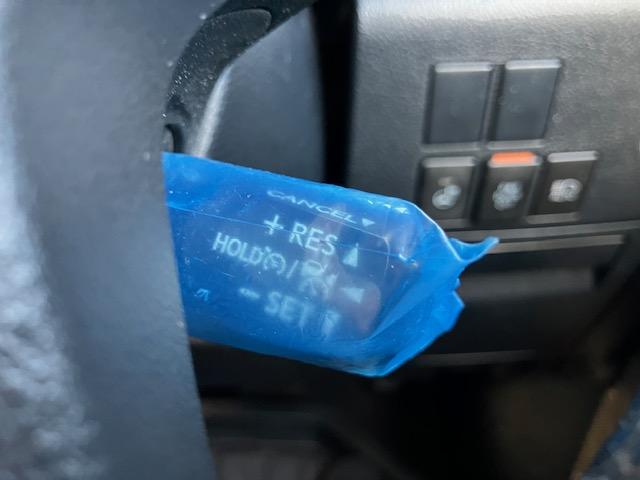 CANCEL ▼
+ RES ▲
HOLD / ◄
- SET